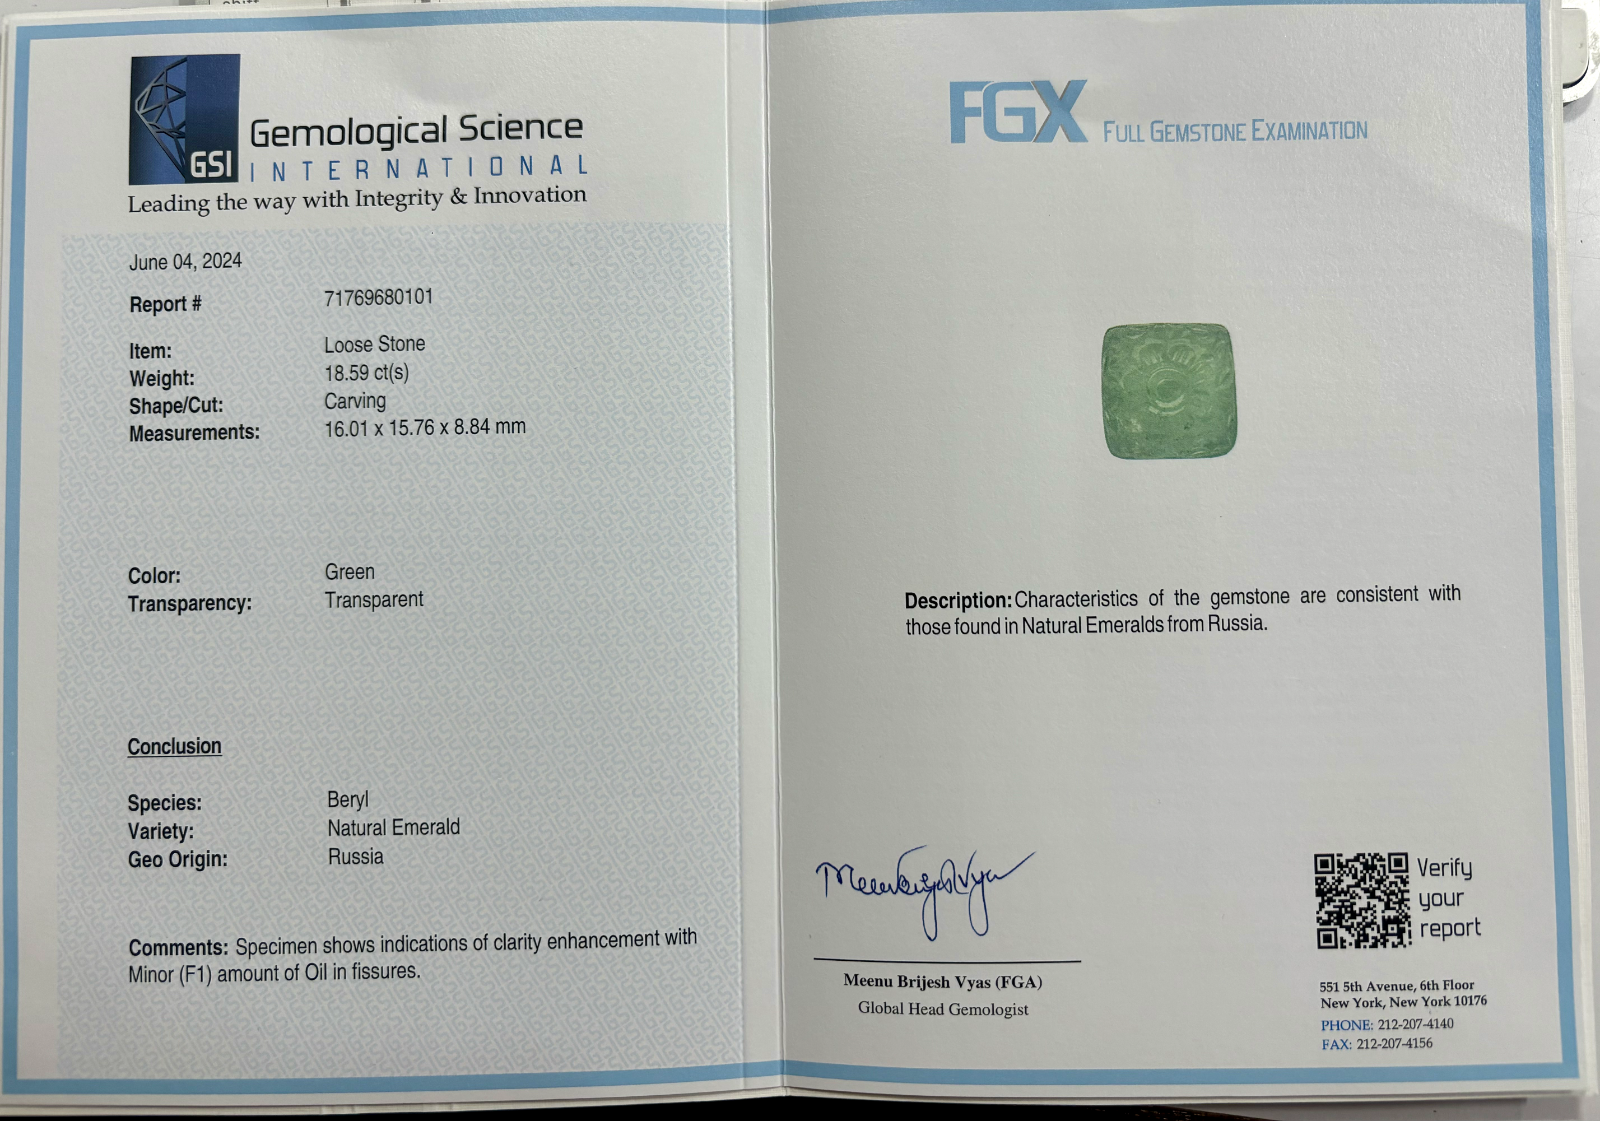 GSI
Gemological Science
INTERNATIONAL
Leading the way with Integrity & Innovation
June 04, 2024
Report # 71769680101
Item: Loose Stone
Weight: 18.59 ct(s)
Shape/Cut: Carving
Measurements: 16.01 x 15.76 x 8.84 mm
Color: Green
Transparency: Transparent
Conclusion
Species: Beryl
Variety: Natural Emerald
Geo Origin: Russia
Comments: Specimen shows indications of clarity enhancement with
Minor (F1) amount of Oil in fissures.
FGX FULL GEMSTONE EXAMINATION
Description: Characteristics of the gemstone are consistent with
those found in Natural Emeralds from Russia.
Meenu Brijesh Vyas (FGA)
Global Head Gemologist
Verify
your
report
551 5th Avenue, 6th Floor
New York, New York 10176
PHONE: 212-207-4140
FAX: 212-207-4156